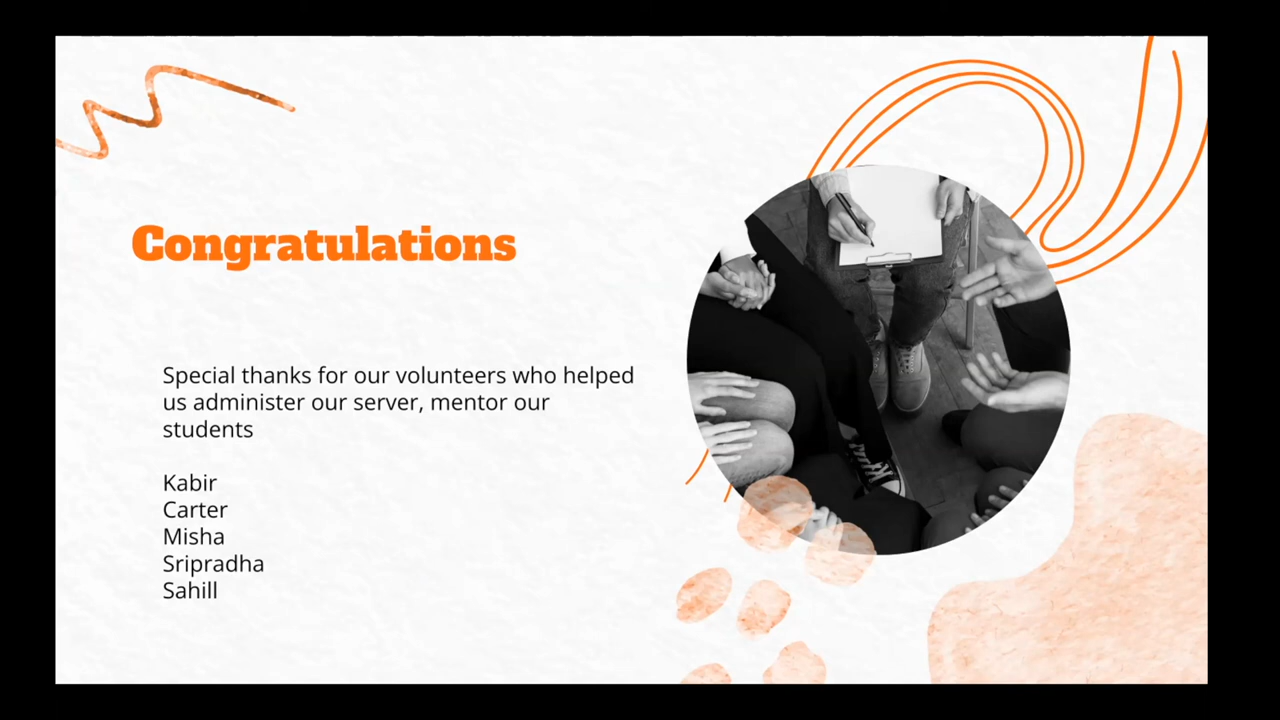 Congratulations
Special thanks for our volunteers who helped
us administer our server, mentor our
students
Kabir
Carter
Misha
Sripradha
Sahill